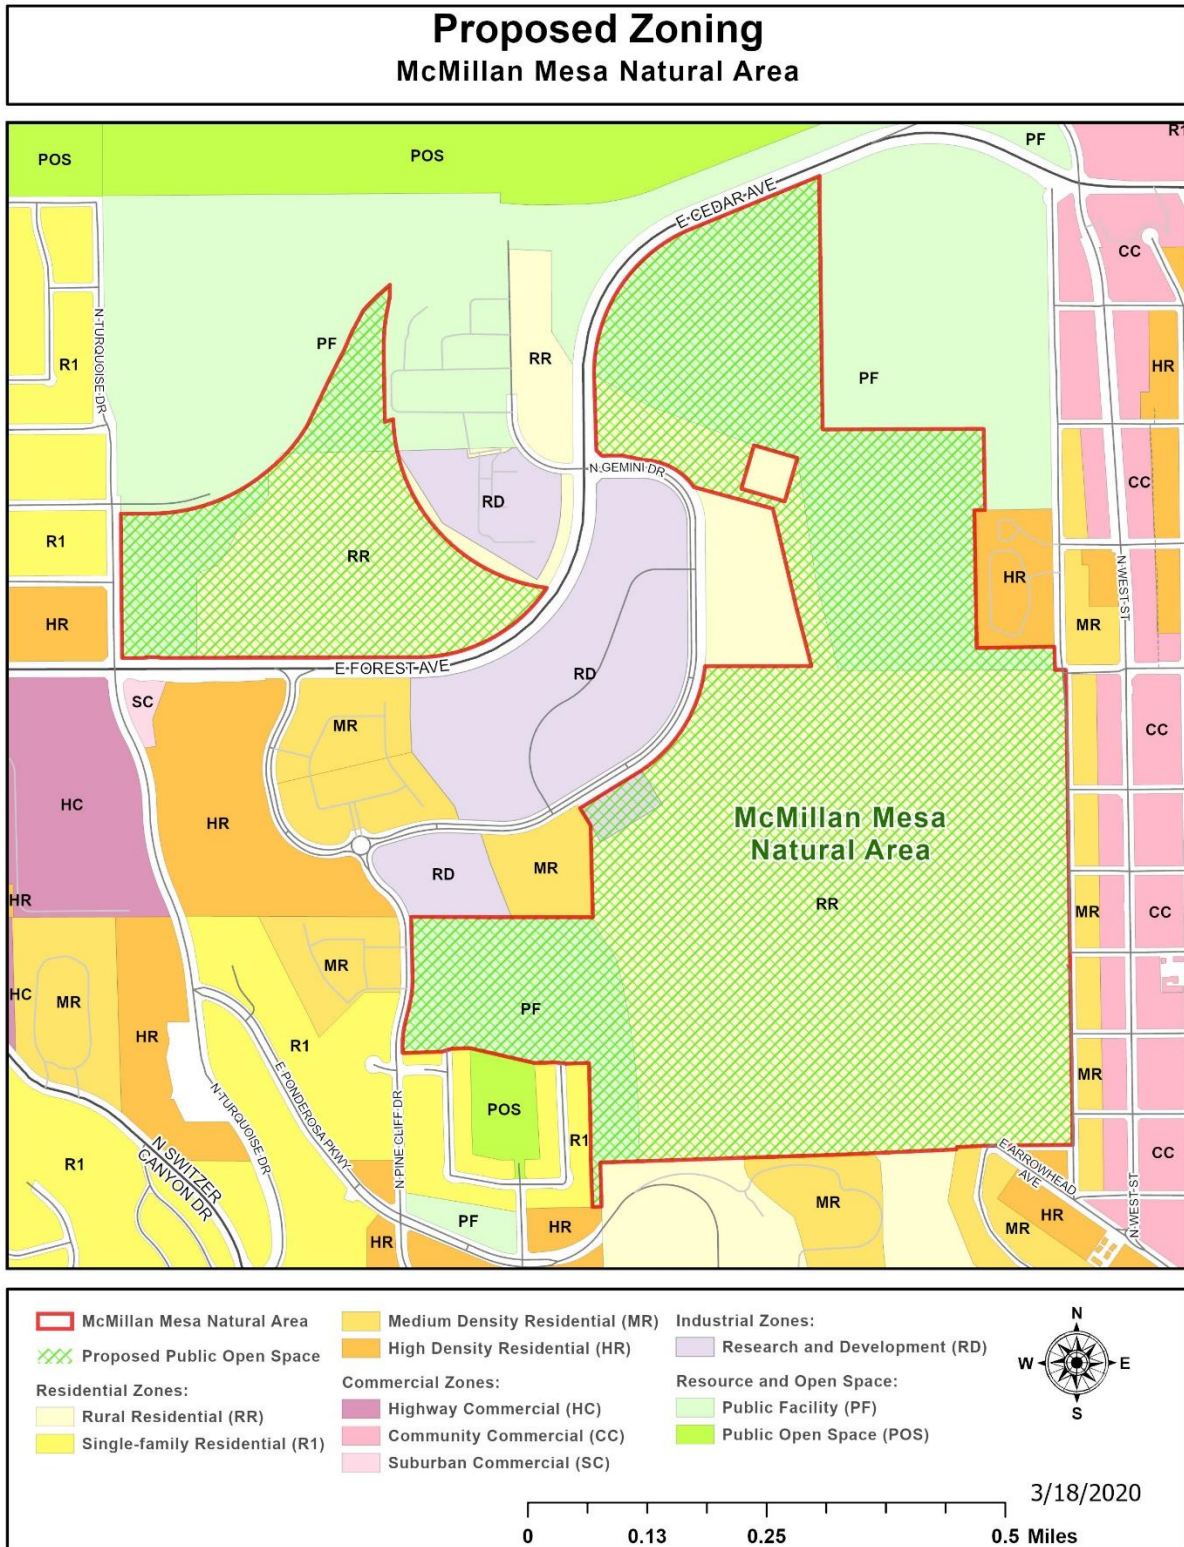 Proposed Zoning
McMillan Mesa Natural Area
POS
POS
PF
R1
E CEDAR AVE
CC
N TURQUOISE DR
PF
RR
R1
HR
PF
N GEMINI DR
CC
RD
R1
RR
HR
N WEST ST
HR
MR
E FOREST AVE
RD
SC
MR
CC
HC
HR
McMillan Mesa
Natural Area
RD
MR
HR
RR
MR
CC
MR
HC
MR
PF
HR
R1
E PONDEROSA PKWY
N PINE CLIFF DR
N TURQUOISE DR
MR
POS
R1
N SWITZER
CANYON DR
R1
E ARROWHEAD
AVE
CC
N WEST ST
MR
HR
MR
PF
HR
HR
McMillan Mesa Natural Area
Proposed Public Open Space
Residential Zones:
Rural Residential (RR)
Single-family Residential (R1)
Medium Density Residential (MR)
High Density Residential (HR)
Commercial Zones:
Highway Commercial (HC)
Community Commercial (CC)
Suburban Commercial (SC)
Industrial Zones:
Research and Development (RD)
Resource and Open Space:
Public Facility (PF)
Public Open Space (POS)
N
W E
S
3/18/2020
0 0.13 0.25 0.5 Miles